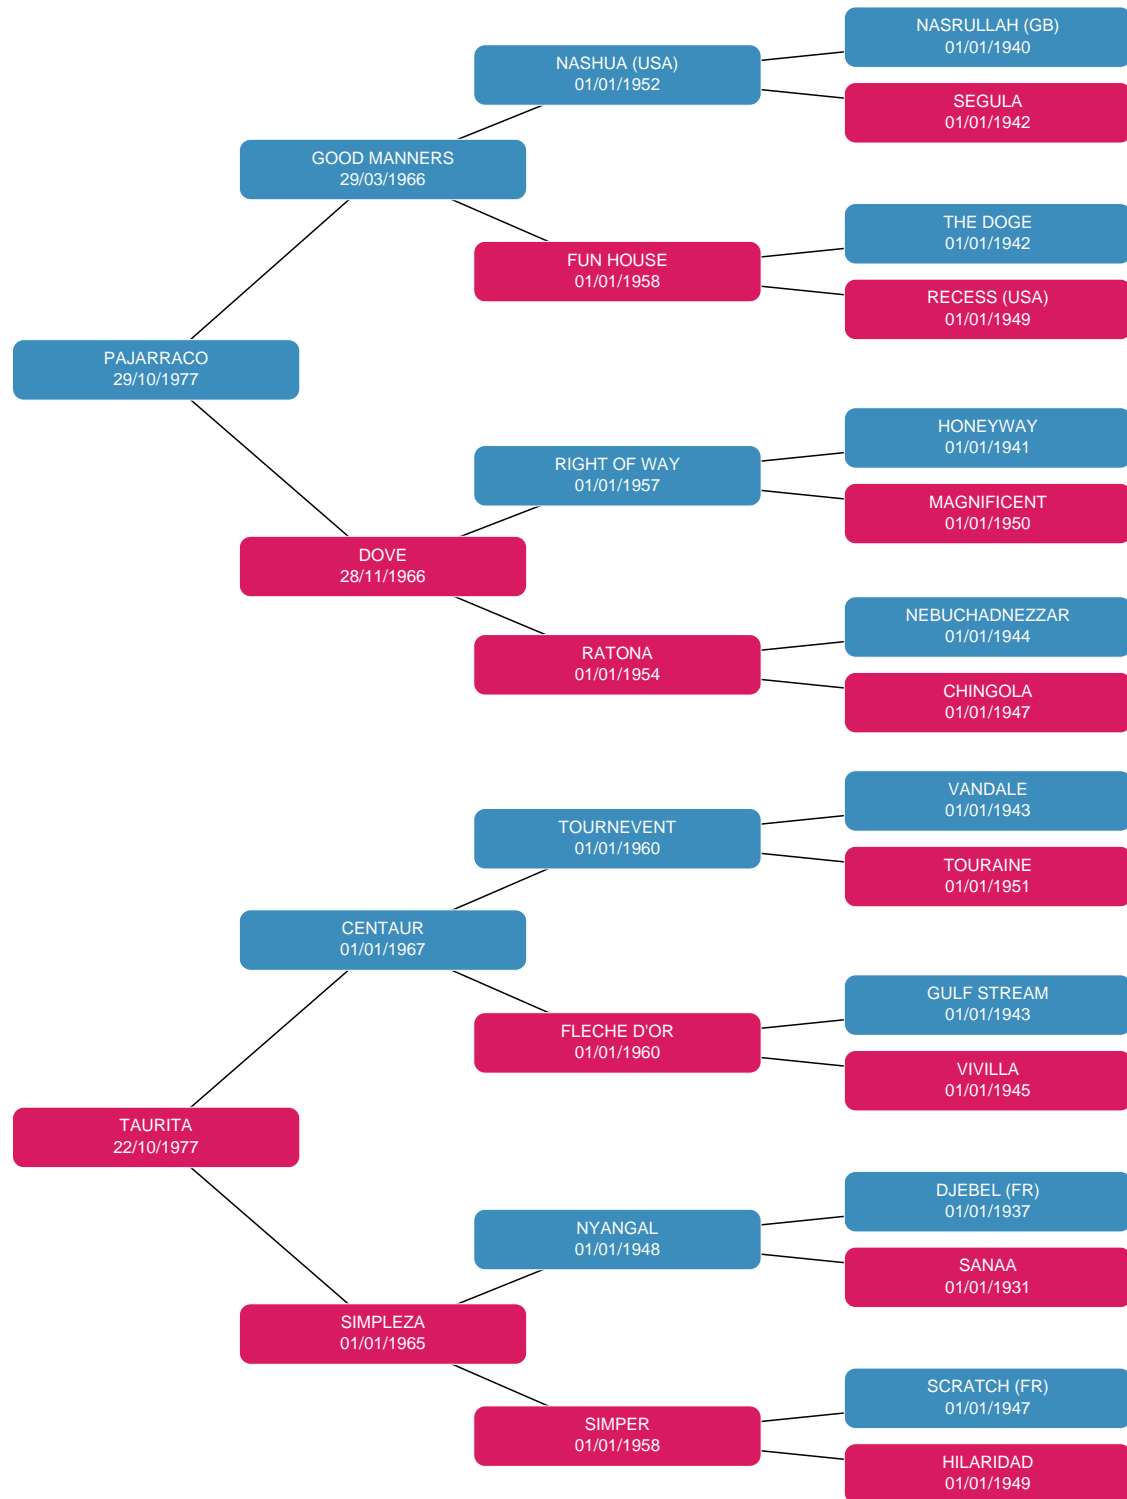 NASRULLAH (GB)
01/01/1940
NASHUA (USA)
01/01/1952
SEGULA
01/01/1942
GOOD MANNERS
29/03/1966
THE DOGE
01/01/1942
FUN HOUSE
01/01/1958
RECESS (USA)
01/01/1949
PAJARRACO
29/10/1977
HONEYWAY
01/01/1941
RIGHT OF WAY
01/01/1957
MAGNIFICENT
01/01/1950
DOVE
28/11/1966
NEBUCHADNEZZAR
01/01/1944
RATONA
01/01/1954
CHINGOLA
01/01/1947
VANDALE
01/01/1943
TOURNEVENT
01/01/1960
TOURAINE
01/01/1951
CENTAUR
01/01/1967
GULF STREAM
01/01/1943
FLECHE D'OR
01/01/1960
VIVILLA
01/01/1945
TAURITA
22/10/1977
DJEBEL (FR)
01/01/1937
NYANGAL
01/01/1948
SANAA
01/01/1931
SIMPLEZA
01/01/1965
SCRATCH (FR)
01/01/1947
SIMPER
01/01/1958
HILARIDAD
01/01/1949